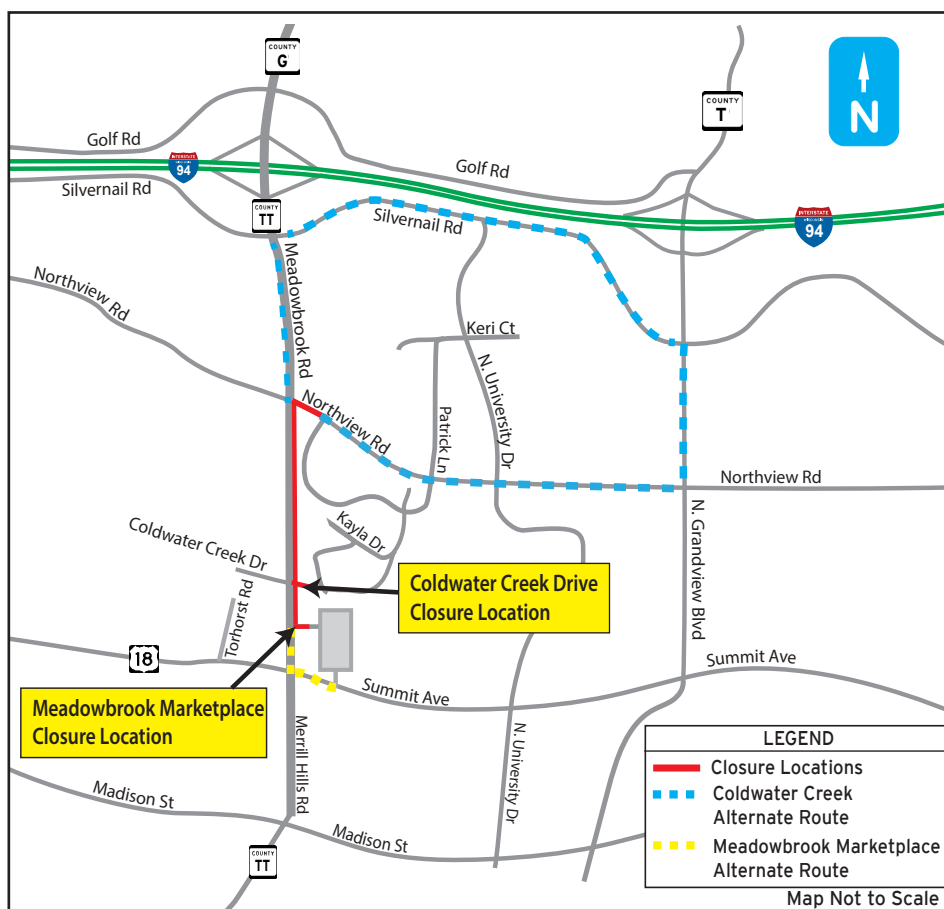 COUNTY
G
COUNTY
T
N
Golf Rd
Golf Rd
INTERSTATE
94
Silvernail Rd
COUNTY
TT
Silvernail Rd
INTERSTATE
94
Meadowbrook Rd
Northview Rd
Keri Ct
N. University Dr
Patrick Ln
Northview Rd
Northview Rd
N. Grandview Blvd
Kayla Dr
Coldwater Creek Dr
Coldwater Creek Drive
Closure Location
Torhorst Rd
18
Summit Ave
Summit Ave
Meadowbrook Marketplace
Closure Location
Merrill Hills Rd
N. University Dr
Madison St
Madison St
COUNTY
TT
LEGEND
Closure Locations
Coldwater Creek
Alternate Route
Meadowbrook Marketplace
Alternate Route
Map Not to Scale